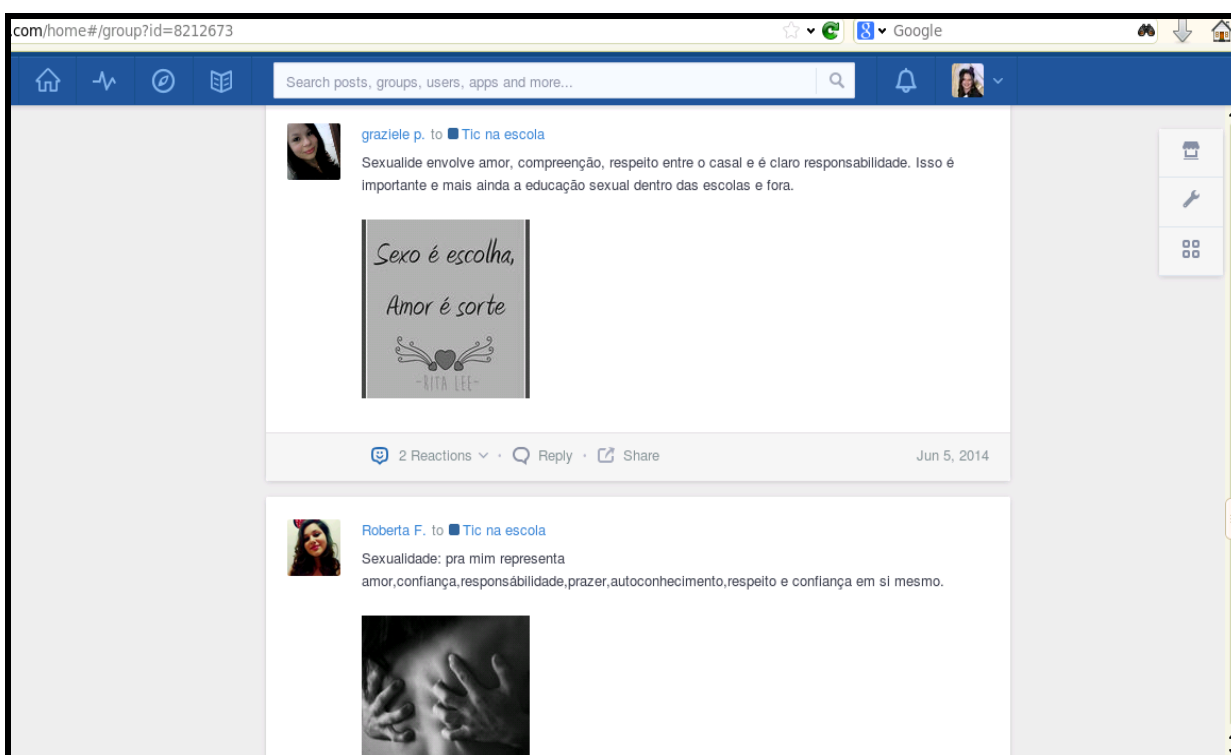 .com/home#/group?id=8212673
Google
Search posts, groups, users, apps and more...
graziele p. to Tic na escola
Sexualide envolve amor, compreenção, respeito entre o casal e é claro responsabilidade. Isso é
importante e mais ainda a educação sexual dentro das escolas e fora.
Sexo é escolha,
Amor é sorte
-RITA LEE-
2 Reactions · Reply · Share
Jun 5, 2014
Roberta F. to Tic na escola
Sexualidade: pra mim representa
amor,confiança,responsábilidade,prazer,autoconhecimento,respeito e confiança em si mesmo.